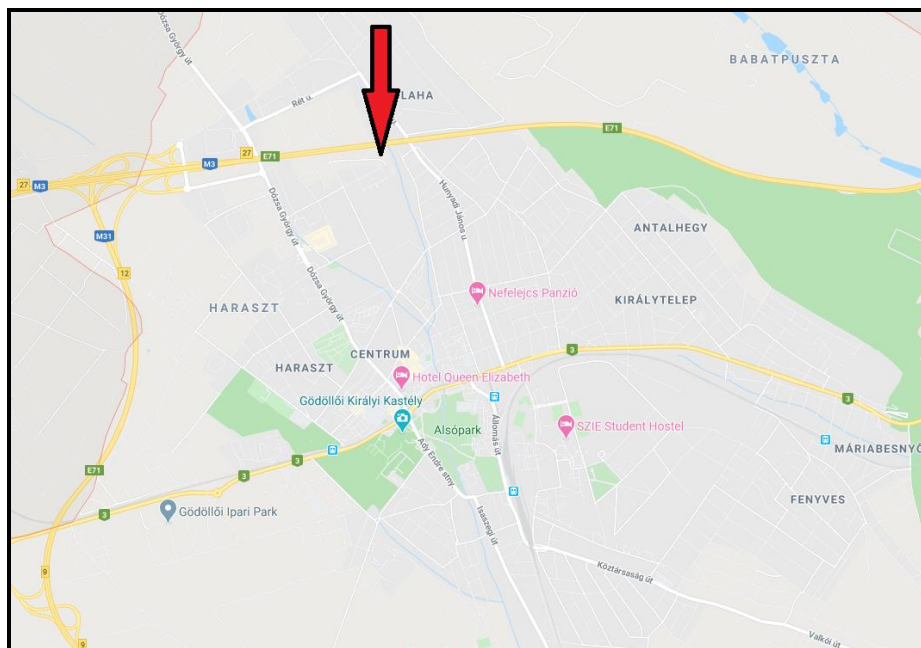 Dózsa György út
BABATPUSZTA
Rét u.
LAHA
E71
27
E71
M3
27
M3
Hunyadi János u.
Dózsa György út
M31
12
ANTALHEGY
Dózsa György út
Nefelejcs Panzió
KIRÁLYTELEP
HARASZT
CENTRUM
3
HARASZT
Hotel Queen Elizabeth
Gödöllői Királyi Kastély
3
Alsópark
Állomás út
SZIE Student Hostel
Ady Endre stny.
MÁRIABESNYŐ
3
E71
3
FENYVES
Gödöllői Ipari Park
3
Isaszegi út
Köztársaság út
9
Valkói út
9